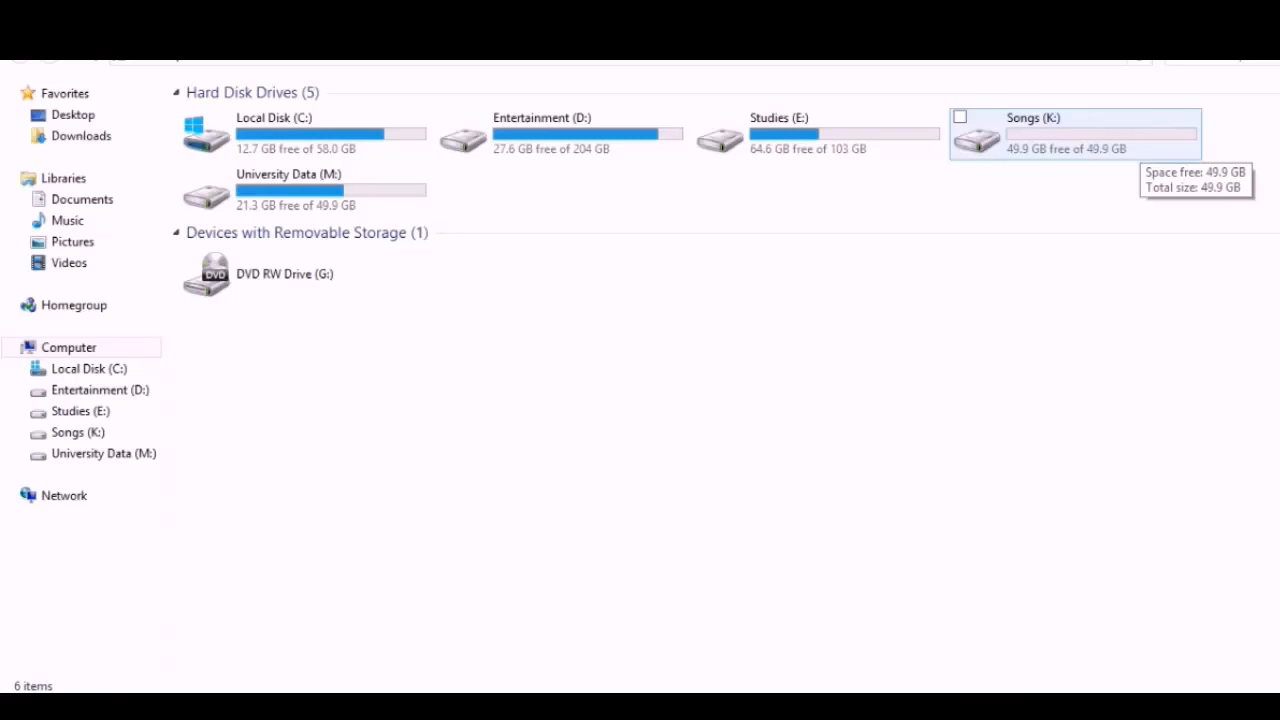 Favorites
Desktop
Downloads
Libraries
Documents
Music
Pictures
Videos
Homegroup
Computer
Local Disk (C:)
Entertainment (D:)
Studies (E:)
Songs (K:)
University Data (M:)
Network
Hard Disk Drives (5)
Local Disk (C:)
12.7 GB free of 58.0 GB
Entertainment (D:)
27.6 GB free of 204 GB
Studies (E:)
64.6 GB free of 103 GB
Songs (K:)
49.9 GB free of 49.9 GB
Space free: 49.9 GB
Total size: 49.9 GB
University Data (M:)
21.3 GB free of 49.9 GB
Devices with Removable Storage (1)
DVD
DVD RW Drive (G:)
6 items